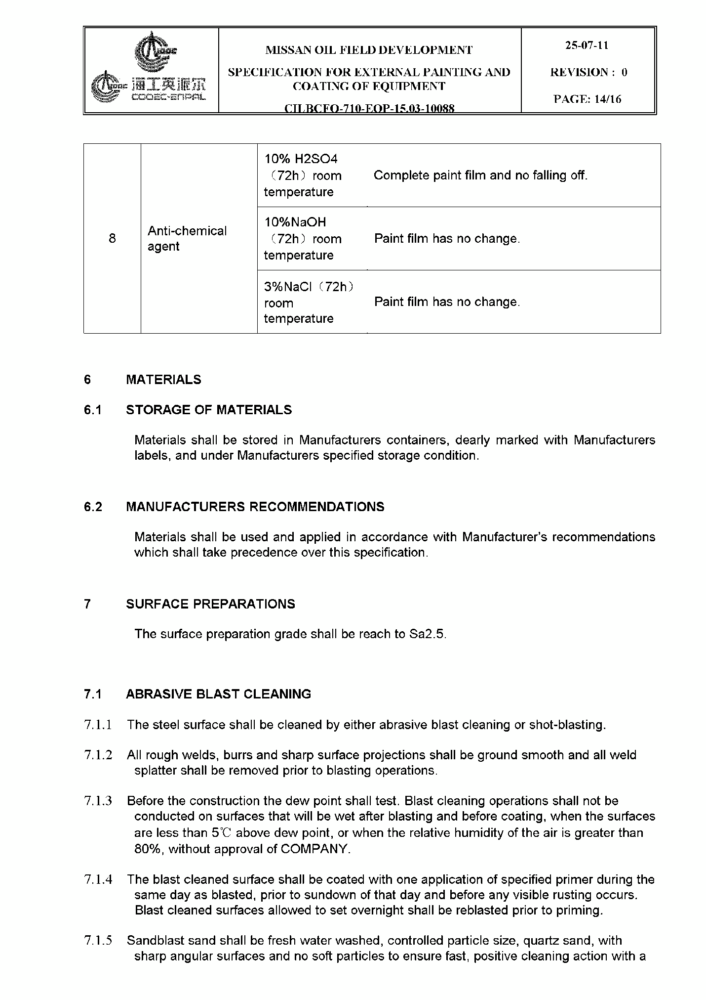 海工英派尔
COOEC-ENPAL
MISSAN OIL FIELD DEVELOPMENT
SPECIFICATION FOR EXTERNAL PAINTING AND
COATING OF EQUIPMENT
CILBCFO-710-EOP-15.03-10088
25-07-11
REVISION : 0
PAGE: 14/16
8
Anti-chemical
agent
10% H2SO4
（72h）room
temperature
Complete paint film and no falling off.
10%NaOH
（72h）room
temperature
Paint film has no change.
3%NaCl（72h）
room
temperature
Paint film has no change.
6 MATERIALS
6.1 STORAGE OF MATERIALS
Materials shall be stored in Manufacturers containers, dearly marked with Manufacturers
labels, and under Manufacturers specified storage condition.
6.2 MANUFACTURERS RECOMMENDATIONS
Materials shall be used and applied in accordance with Manufacturer’s recommendations
which shall take precedence over this specification.
7 SURFACE PREPARATIONS
The surface preparation grade shall be reach to Sa2.5.
7.1 ABRASIVE BLAST CLEANING
7.1.1 The steel surface shall be cleaned by either abrasive blast cleaning or shot-blasting.
7.1.2 All rough welds, burrs and sharp surface projections shall be ground smooth and all weld
splatter shall be removed prior to blasting operations.
7.1.3 Before the construction the dew point shall test. Blast cleaning operations shall not be
conducted on surfaces that will be wet after blasting and before coating, when the surfaces
are less than 5℃ above dew point, or when the relative humidity of the air is greater than
80%, without approval of COMPANY.
7.1.4 The blast cleaned surface shall be coated with one application of specified primer during the
same day as blasted, prior to sundown of that day and before any visible rusting occurs.
Blast cleaned surfaces allowed to set overnight shall be reblasted prior to priming.
7.1.5 Sandblast sand shall be fresh water washed, controlled particle size, quartz sand, with
sharp angular surfaces and no soft particles to ensure fast, positive cleaning action with a